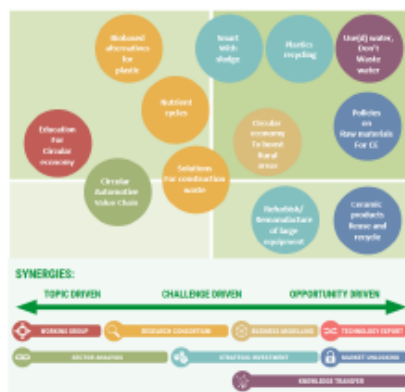 Biobased
alternatives
for
plastic
Smart
With
sludge
Plastics
recycling
Use(d) water,
Don't
Waste
water
Nutrient
cycles
Education
For
Circular
economy
Circular
economy
To boost
Rural
areas
Policies
on
Raw materials
For CE
Circular
Automotive
Value Chain
Solutions
For construction
waste
Refurbish/
Remanufacture
of large
equipment
Ceramic
products
Reuse and
recycle
SYNERGIES:
TOPIC DRIVEN
CHALLENGE DRIVEN
OPPORTUNITY DRIVEN
WORKING GROUP
RESEARCH CONSORTIUM
BUSINESS MODELLING
TECHNOLOGY EXPORT
SECTOR ANALYSIS
STRATEGIC INVESTMENT
MARKET UNLOCKING
KNOWLEDGE TRANSFER